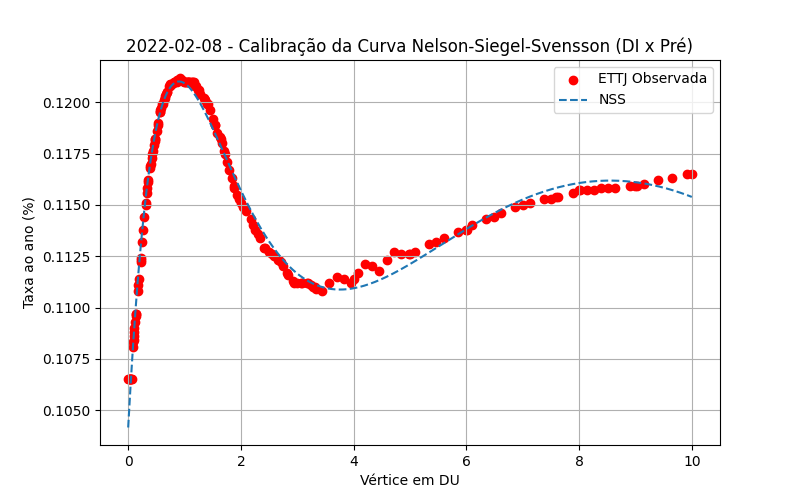 2022-02-08 - Calibração da Curva Nelson-Siegel-Svensson (DI x Pré)
ETTJ Observada
NSS
Taxa ao ano (%)
0.1200
0.1175
0.1150
0.1125
0.1100
0.1075
0.1050
0 2 4 6 8 10
Vértice em DU